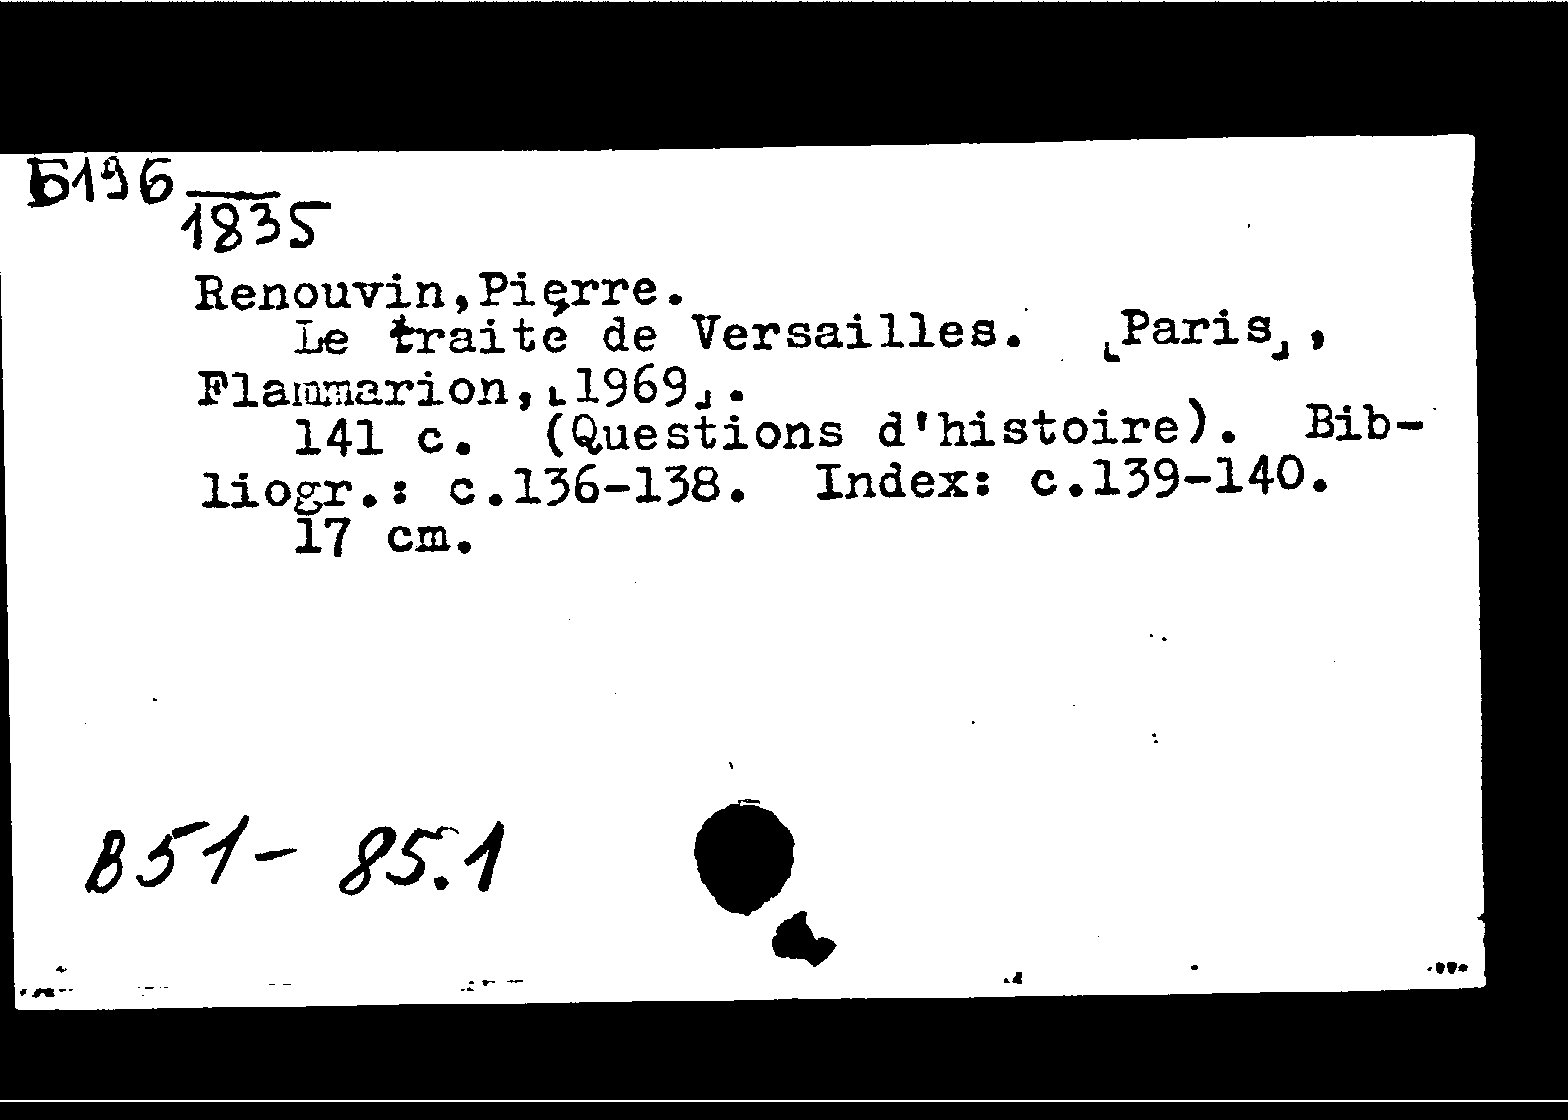 Б196
1835
Renouvin,Pierre.
Le traité de Versailles. [Paris],
Flammarion,[1969].
141 с. (Questions d'histoire). Bib-
liogr.: с.136-138. Index: с.139-140.
17 cm.
B51- 85.1